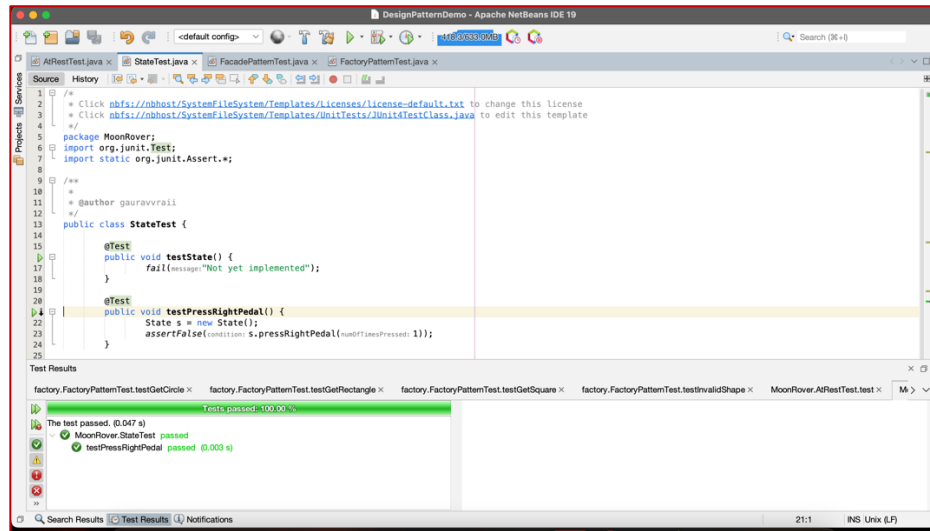 DesignPatternDemo - Apache NetBeans IDE 19
<default config>
418.3/633.0MB
Search (⌘+I)
AtRestTest.java × StateTest.java × FacadePatternTest.java × FactoryPatternTest.java ×
Services
Projects
Source History
1 /*
2 * Click nbfs://nbhost/SystemFileSystem/Templates/Licenses/license-default.txt to change this license
3 * Click nbfs://nbhost/SystemFileSystem/Templates/UnitTests/JUnit4TestClass.java to edit this template
4 */
5 package MoonRover;
6 import org.junit.Test;
7 import static org.junit.Assert.*;
8
9 /**
10 *
11 * @author gauravvraii
12 */
13 public class StateTest {
14
15 @Test
public void testState() {
17 fail(message:"Not yet implemented");
18 }
19
20 @Test
public void testPressRightPedal() {
22 State s = new State();
23 assertFalse(condition: s.pressRightPedal(numOfTimesPressed: 1));
24 }
25
Test Results
factory.FactoryPatternTest.testGetCircle × factory.FactoryPatternTest.testGetRectangle × factory.FactoryPatternTest.testGetSquare × factory.FactoryPatternTest.testInvalidShape × MoonRover.AtRestTest.test ×
Tests passed: 100.00 %
The test passed. (0.047 s)
MoonRover.StateTest passed
testPressRightPedal passed (0.003 s)
Search Results Test Results Notifications
21:1 INS Unix (LF)